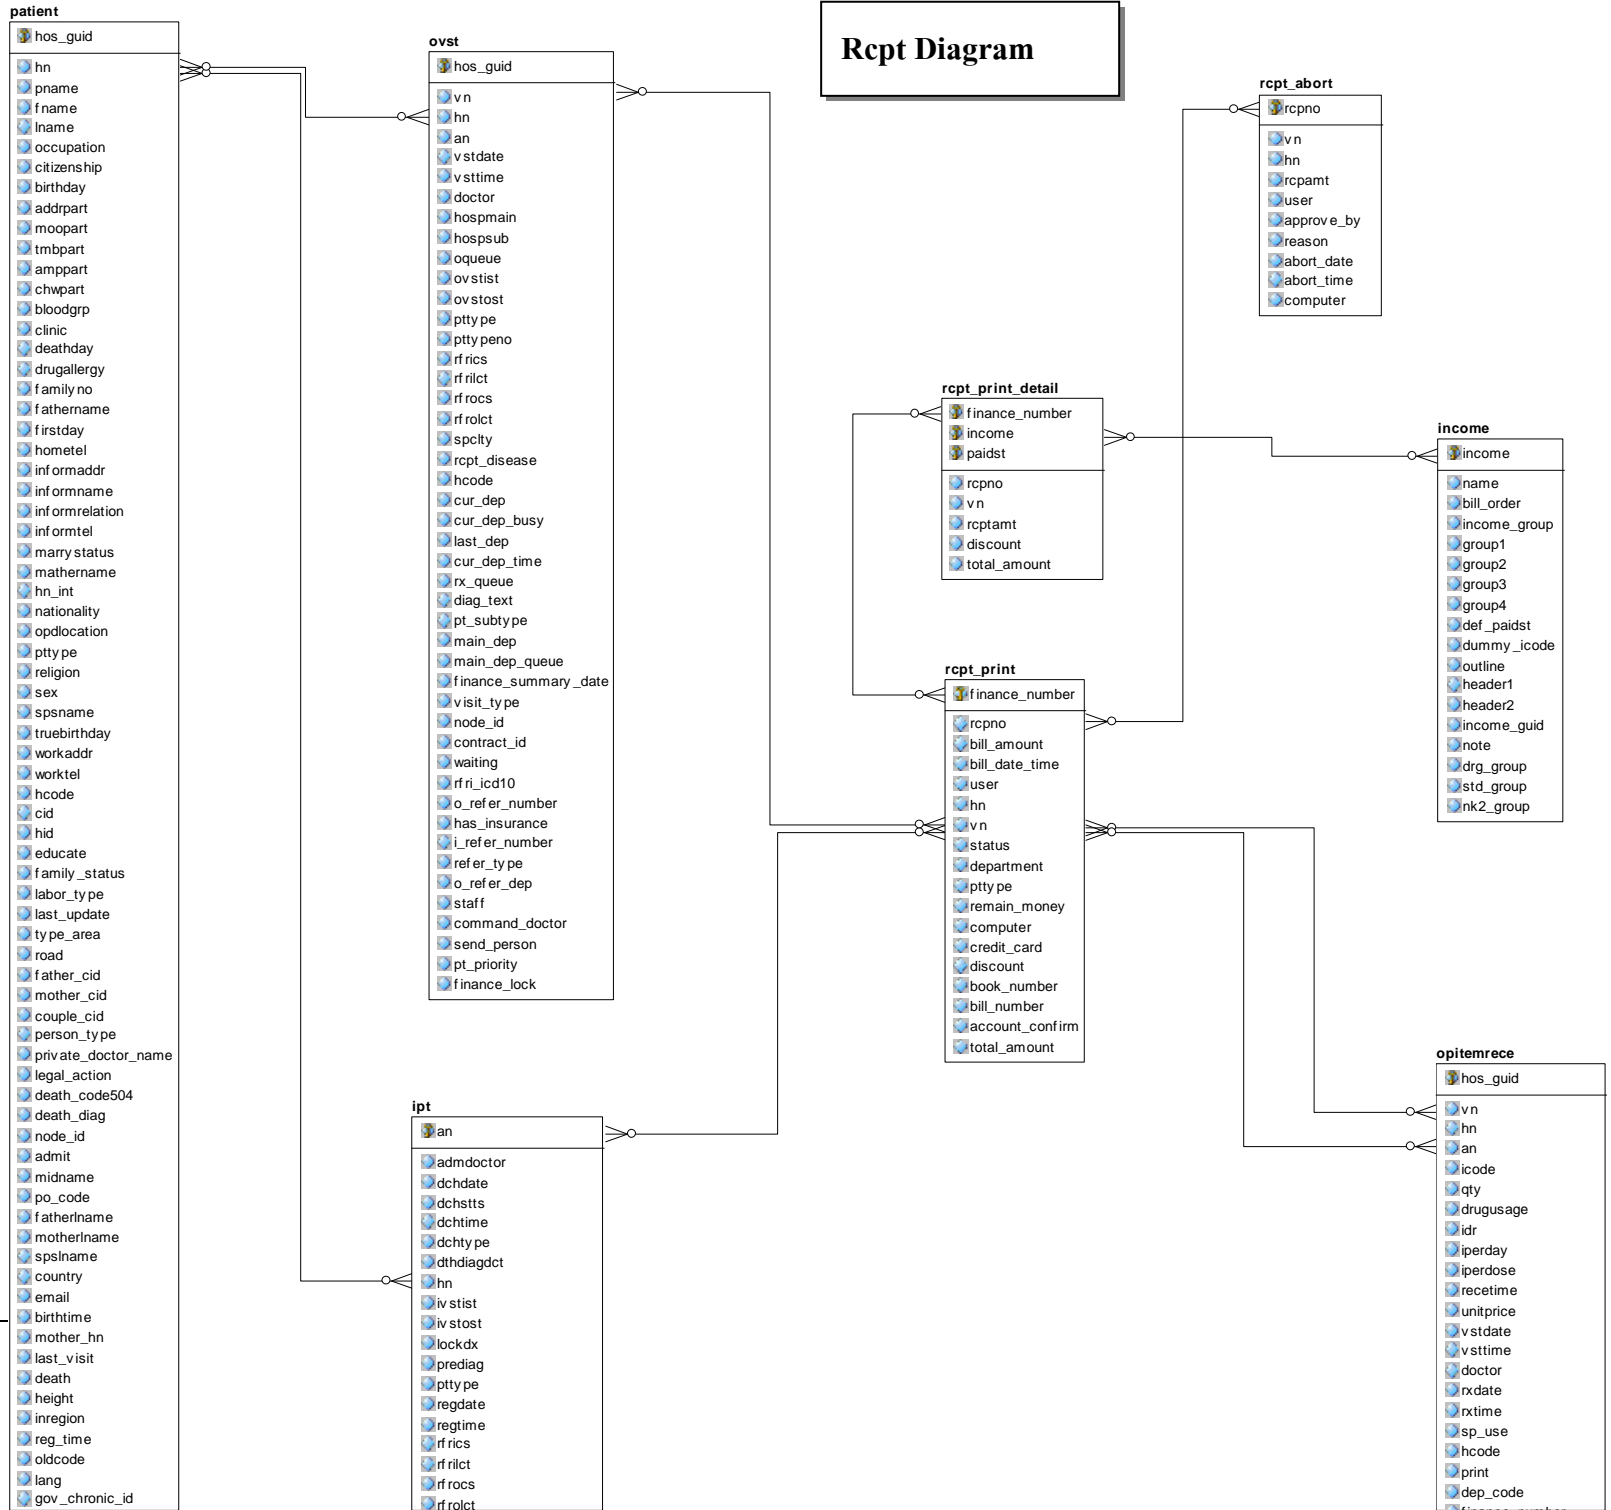 patient
hos_guid
hn
pname
fname
lname
occupation
citizenship
birthday
addrpart
moopart
tmbpart
amppart
chwpart
bloodgrp
clinic
deathday
drugallergy
familyno
fathername
firstday
hometel
informaddr
informname
informrelation
informtel
marrystatus
mathername
hn_int
nationality
opdlocation
pttype
religion
sex
spsname
truebirthday
workaddr
worktel
hcode
cid
hid
educate
family_status
labor_type
last_update
type_area
road
father_cid
mother_cid
couple_cid
person_type
private_doctor_name
legal_action
death_code504
death_diag
node_id
admit
midname
po_code
fatherlname
motherlname
spslname
country
email
birthtime
mother_hn
last_visit
death
height
inregion
reg_time
oldcode
lang
gov_chronic_id
ovst
hos_guid
vn
hn
an
vstdate
vsttime
doctor
hospmain
hospsub
oqueue
ovstist
ovstost
pttype
pttypeno
rfrics
rfrilct
rfrocs
rfrolct
spclty
rcpt_disease
hcode
cur_dep
cur_dep_busy
last_dep
cur_dep_time
rx_queue
diag_text
pt_subtype
main_dep
main_dep_queue
finance_summary_date
visit_type
node_id
contract_id
waiting
rfri_icd10
o_refer_number
has_insurance
i_refer_number
refer_type
o_refer_dep
staff
command_doctor
send_person
pt_priority
finance_lock
ipt
an
admdoctor
dchdate
dchstts
dchtime
dchtype
dthdiagdct
hn
ivstist
ivstost
lockdx
prediag
pttype
regdate
regtime
rfrics
rfrilct
rfrocs
rfrolct
Rcpt Diagram
rcpt_abort
rcpno
vn
hn
rcpamt
user
approve_by
reason
abort_date
abort_time
computer
rcpt_print_detail
finance_number
income
paidst
rcpno
vn
rcptamt
discount
total_amount
income
income
name
bill_order
income_group
group1
group2
group3
group4
def_paidst
dummy_icode
outline
header1
header2
income_guid
note
drg_group
std_group
nk2_group
rcpt_print
finance_number
rcpno
bill_amount
bill_date_time
user
hn
vn
status
department
pttype
remain_money
computer
credit_card
discount
book_number
bill_number
account_confirm
total_amount
opitemrece
hos_guid
vn
hn
an
icode
qty
drugusage
idr
iperday
iperdose
recetime
unitprice
vstdate
vsttime
doctor
rxdate
rxtime
sp_use
hcode
print
dep_code